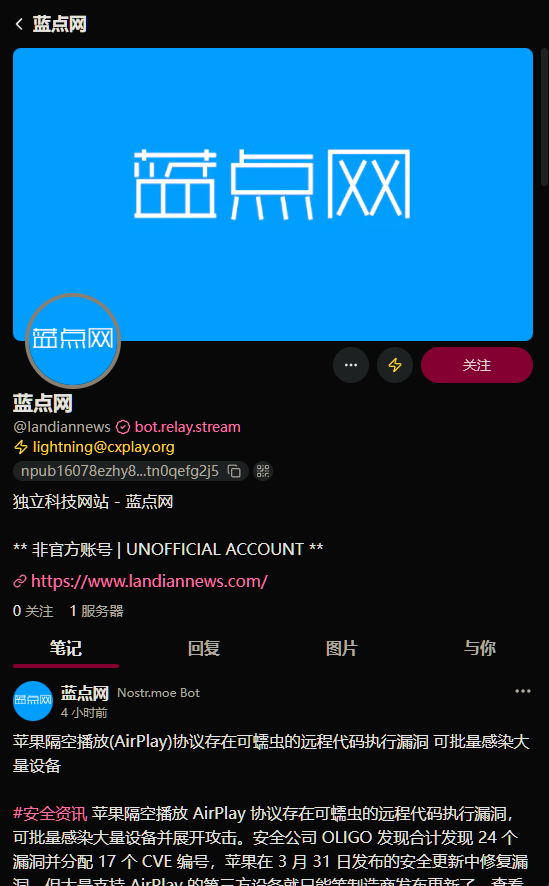 蓝点网
蓝点网
蓝点网
关注
蓝点网
@landiannews bot.relay.stream
lightning@cxplay.org
npub16078ezhy8...tn0qefg2j5
独立科技网站 - 蓝点网
** 非官方账号 | UNOFFICIAL ACCOUNT **
https://www.landiannews.com/
0 关注 1 服务器
笔记 回复 图片 与你
蓝点网
蓝点网 Nostr.moe Bot
4 小时前
苹果隔空播放(AirPlay)协议存在可蠕虫的远程代码执行漏洞 可批量感染大
量设备
#安全资讯 苹果隔空播放 AirPlay 协议存在可蠕虫的远程代码执行漏洞，
可批量感染大量设备并展开攻击。安全公司 OLIGO 发现合计发现 24 个
漏洞并分配 17 个 CVE 编号，苹果在 3 月 31 日发布的安全更新中修复漏
洞，但大量支持 AirPlay 的第三方设备就只能等制造商发布更新了。查看